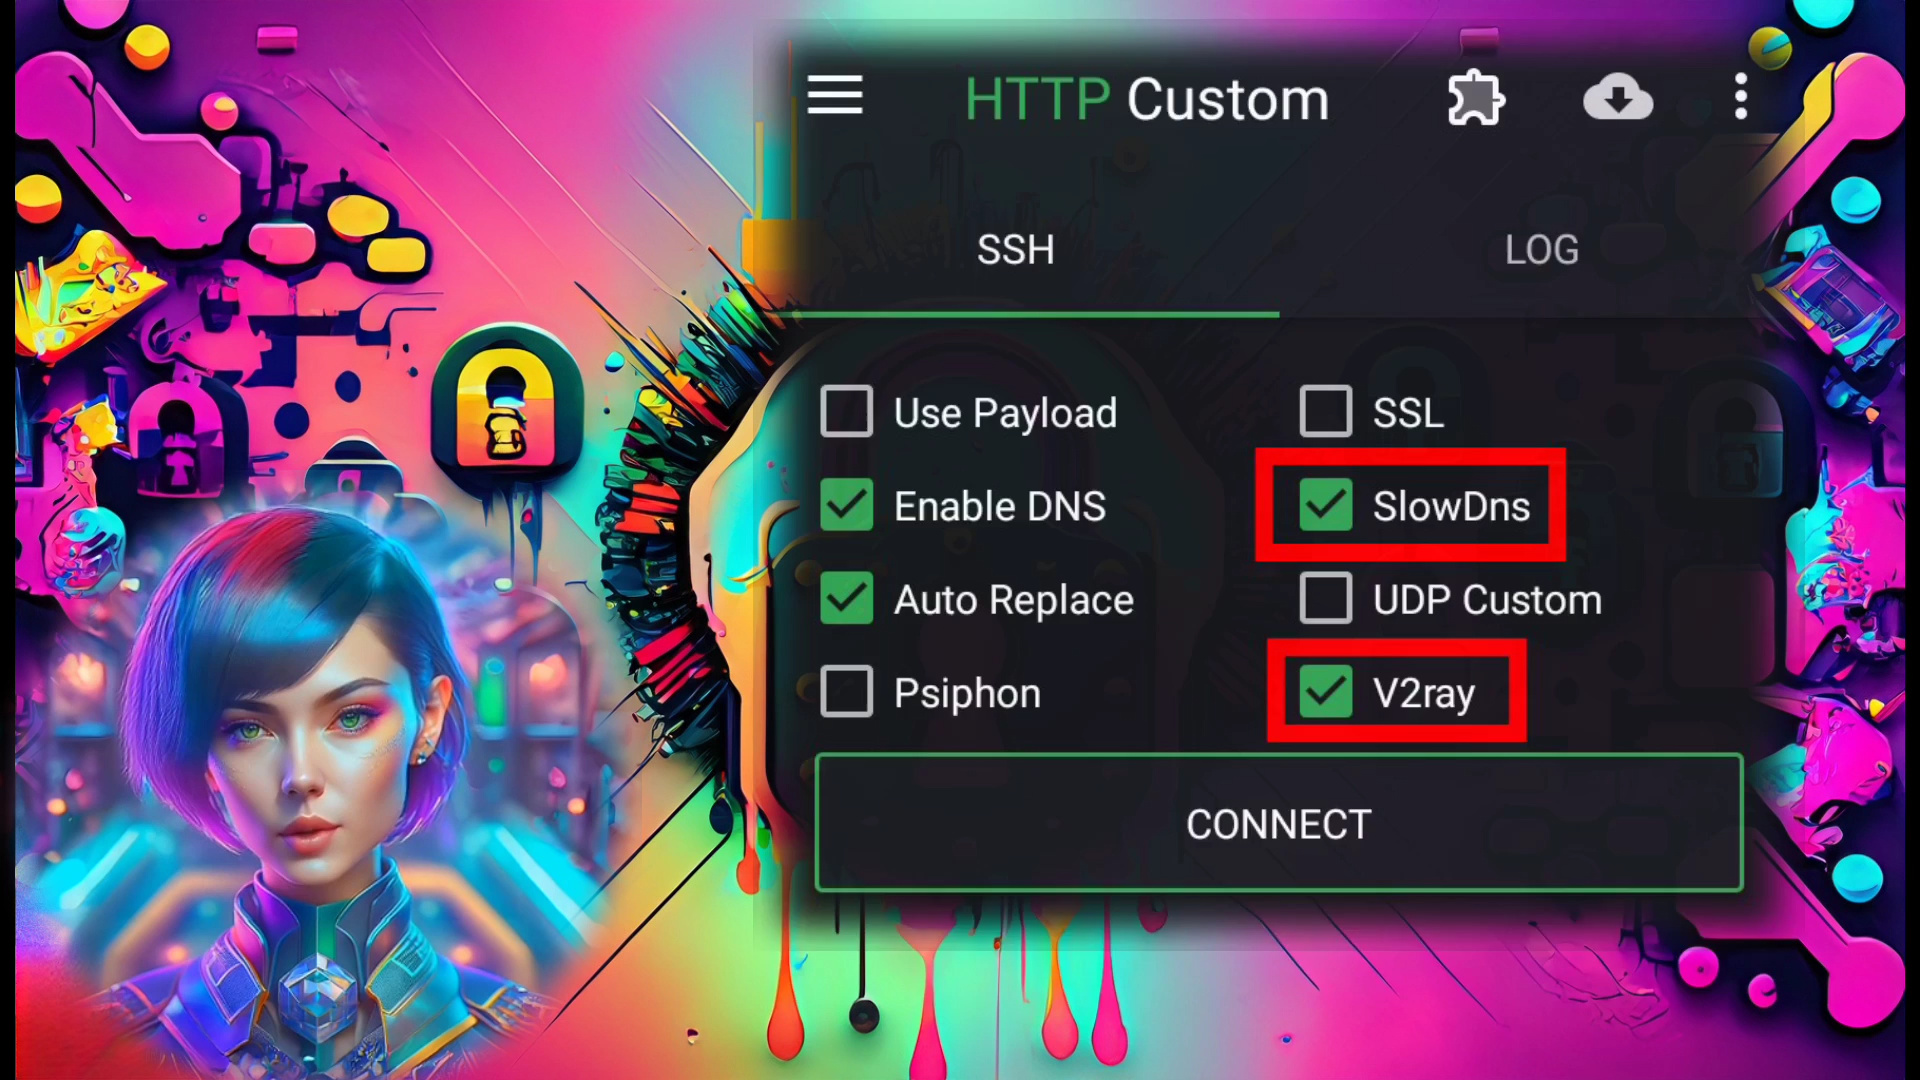 HTTP Custom
SSH LOG
Use Payload SSL
Enable DNS SlowDns
Auto Replace UDP Custom
Psiphon V2ray
CONNECT